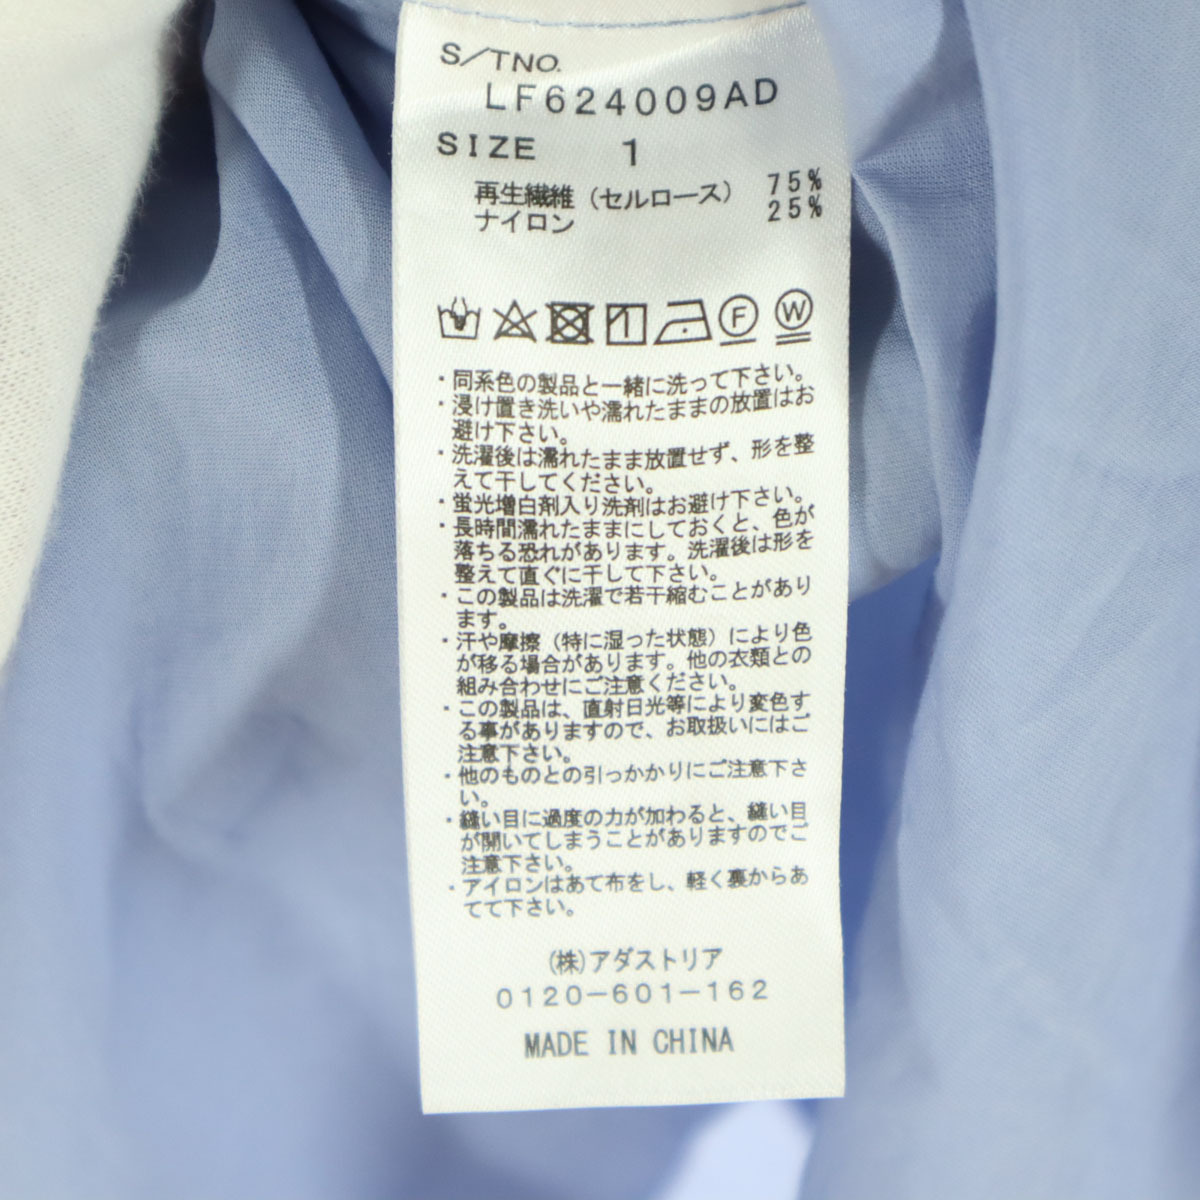 S/TNO.
LF624009AD
SIZE 1
再生繊維(セルロース) 75%
ナイロン 25%
F W
・同系色の製品と一緒に洗って下さい。
・浸け置き洗いや濡れたままの放置はお
避け下さい。
・洗濯後は濡れたまま放置せず、形を整
えて干してください。
・蛍光増白剤入り洗剤はお避け下さい。
・長時間濡れたままにしておくと、色が
落ちる恐れがあります。洗濯後は形を
整えて直ぐに干して下さい。
・この製品は洗濯で若干縮むことがあり
ます。
・汗や摩擦(特に湿った状態)により色
が移る場合があります。他の衣類との
組み合わせにご注意ください。
・この製品は、直射日光等により変色す
る事がありますので、お取扱いにはご
注意下さい。
・他のものとの引っかかりにご注意下さ
い。
・縫い目に過度の力が加わると、縫い目
が開いてしまうことがありますのでご
注意下さい。
・アイロンはあて布をし、軽く裏からあ
てて下さい。
(株)アダストリア
0120-601-162
MADE IN CHINA